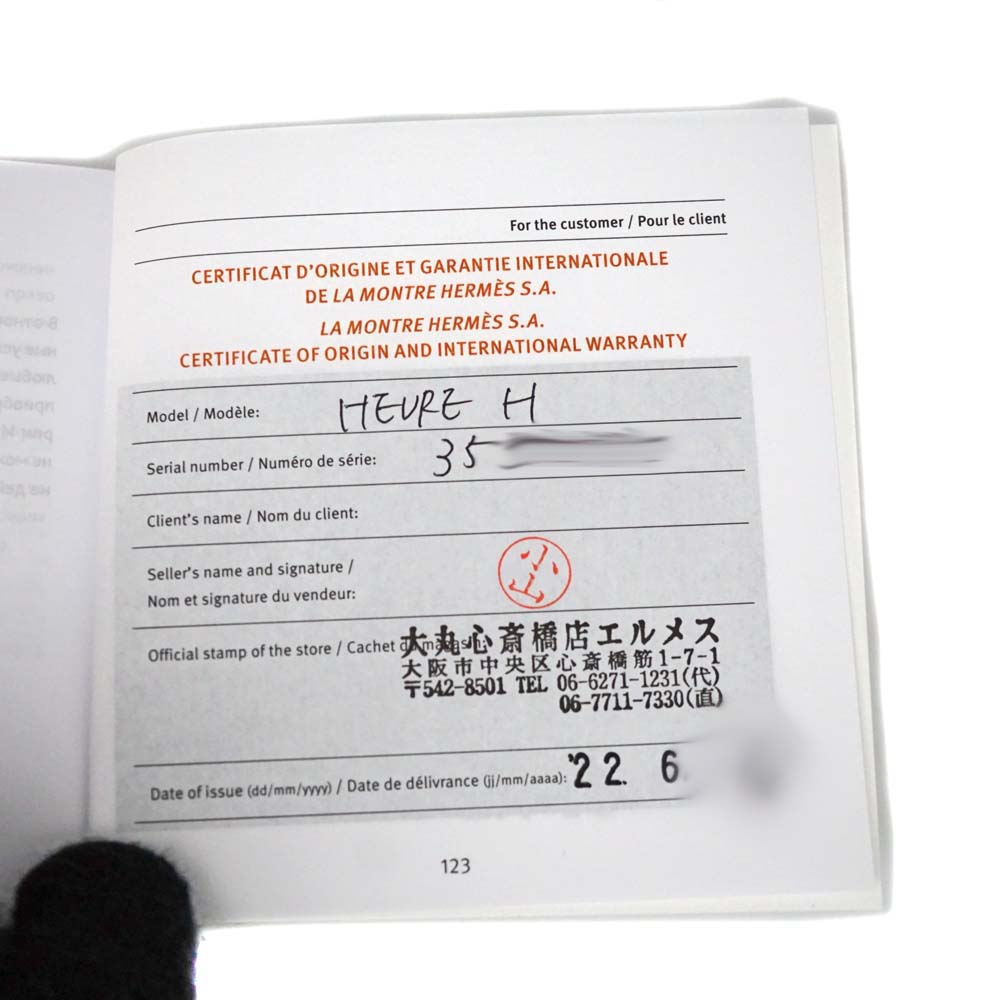 For the customer / Pour le client
CERTIFICAT D'ORIGINE ET GARANTIE INTERNATIONALE
DE LA MONTRE HERMÈS S.A.
LA MONTRE HERMÈS S.A.
CERTIFICATE OF ORIGIN AND INTERNATIONAL WARRANTY
Model / Modèle: HEURE H
Serial number / Numéro de série: 35
Client's name / Nom du client:
Seller's name and signature /
Nom et signature du vendeur:
小山
Official stamp of the store / Cachet du magasin:
大丸心斎橋店エルメス
大阪市中央区心斎橋筋1-7-1
〒542-8501 TEL 06-6271-1231(代)
06-7711-7330(直)
Date of issue (dd/mm/yyyy) / Date de délivrance (jj/mm/aaaa): '22. 6
123